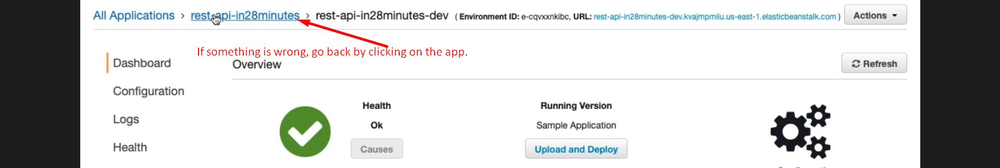 All Applications > rest-api-in28minutes > rest-api-in28minutes-dev ( Environment ID: e-cqvxxnkibc, URL: rest-api-in28minutes-dev.kvajmpmiiu.us-east-1.elasticbeanstalk.com ) Actions
If something is wrong, go back by clicking on the app.
Dashboard
Overview
Refresh
Configuration
Health
Running Version
Logs
Ok
Sample Application
Health
Causes
Upload and Deploy